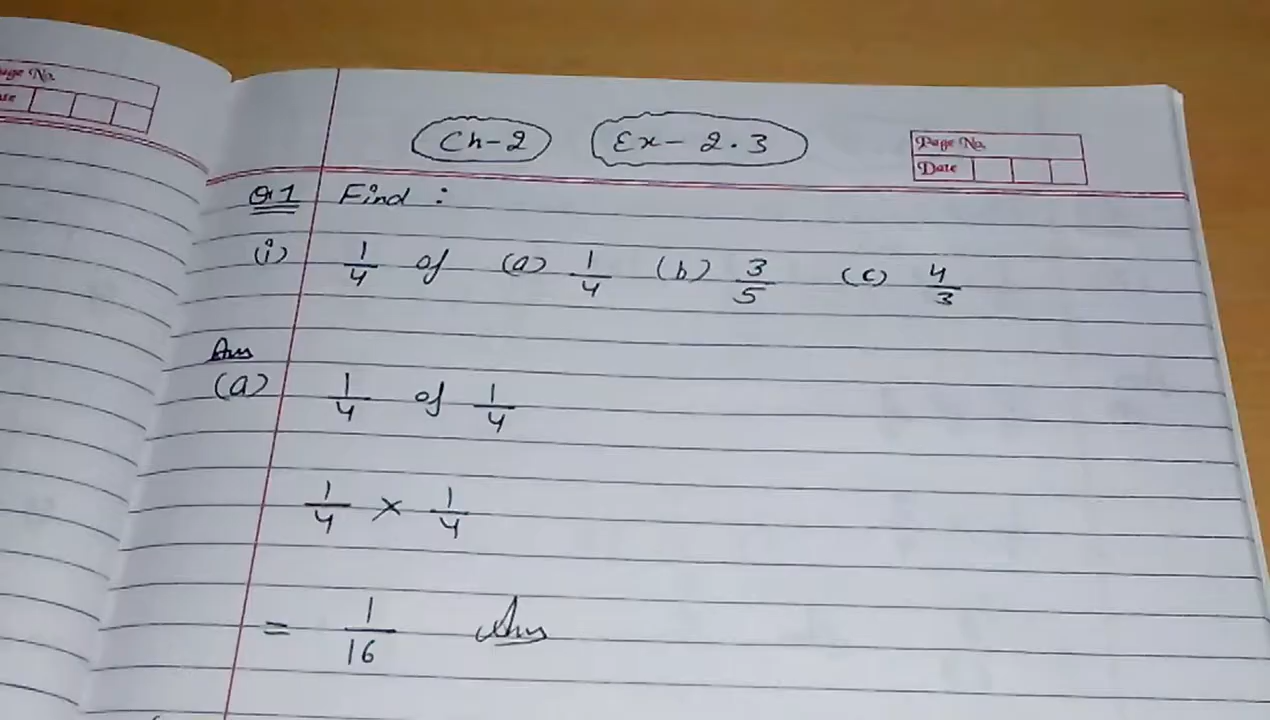 Page No.
Date
Ch-2 Ex-2.3
Page No.
Date
Q1 Find :
(i) 1/4 of (a) 1/4 (b) 3/5 (c) 4/3
Ans
(a) 1/4 of 1/4
1/4 × 1/4
= 1/16 Ans